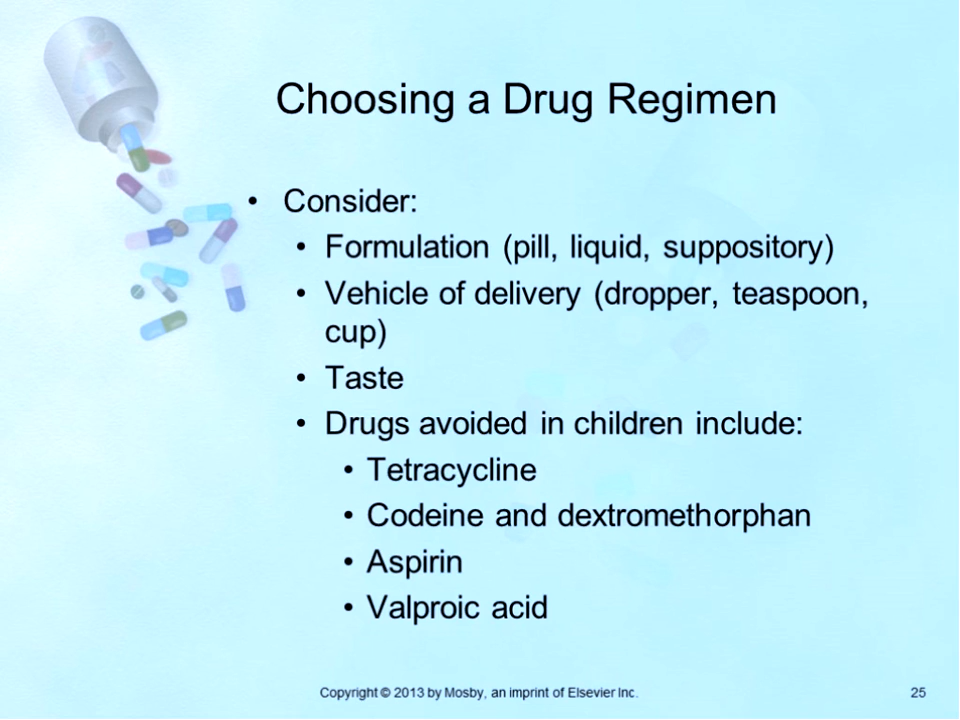 Choosing a Drug Regimen
• Consider:
• Formulation (pill, liquid, suppository)
• Vehicle of delivery (dropper, teaspoon,
cup)
• Taste
• Drugs avoided in children include:
• Tetracycline
• Codeine and dextromethorphan
• Aspirin
• Valproic acid
Copyright © 2013 by Mosby, an imprint of Elsevier Inc.
25